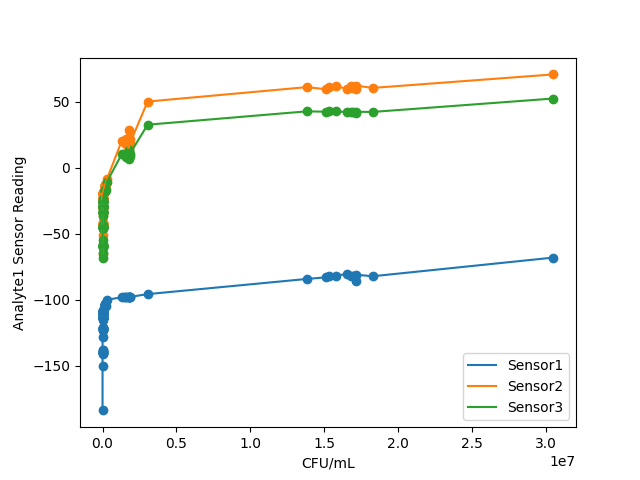 50
0
−50
−100
−150
Analyte1 Sensor Reading
Sensor1
Sensor2
Sensor3
0.0 0.5 1.0 1.5 2.0 2.5 3.0
1e7
CFU/mL